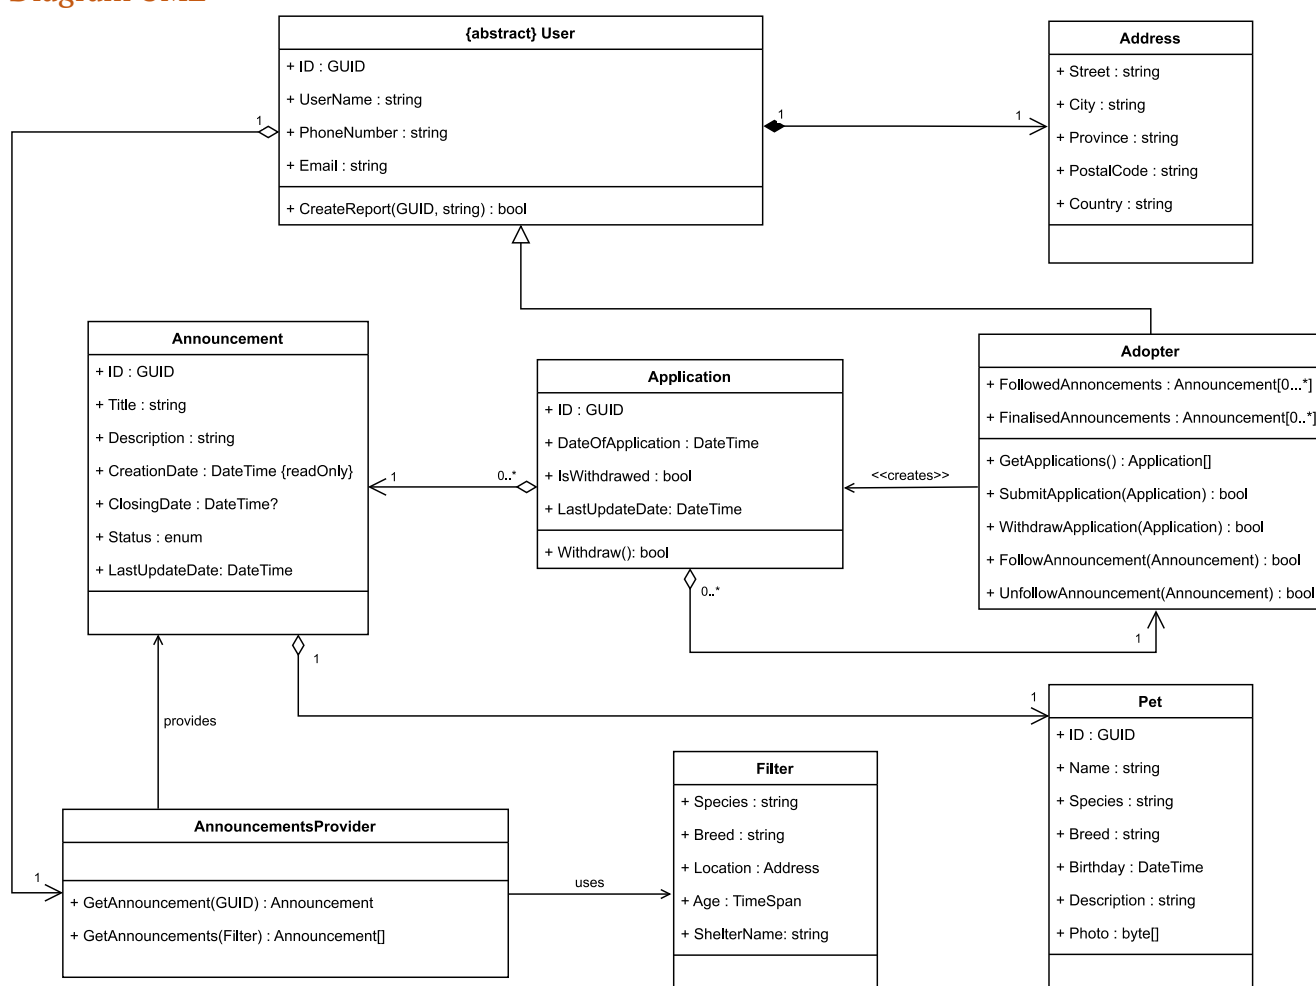 Diagram UML
{abstract} User
+ ID : GUID
+ UserName : string
+ PhoneNumber : string
+ Email : string
+ CreateReport(GUID, string) : bool
Address
+ Street : string
+ City : string
+ Province : string
+ PostalCode : string
+ Country : string
1
1
1
Announcement
+ ID : GUID
+ Title : string
+ Description : string
+ CreationDate : DateTime {readOnly}
+ ClosingDate : DateTime?
+ Status : enum
+ LastUpdateDate: DateTime
1
0..*
Application
+ ID : GUID
+ DateOfApplication : DateTime
+ IsWithdrawed : bool
+ LastUpdateDate: DateTime
+ Withdraw(): bool
<<creates>>
Adopter
+ FollowedAnnoncements : Announcement[0...*]
+ FinalisedAnnouncements : Announcement[0..*]
+ GetApplications() : Application[]
+ SubmitApplication(Application) : bool
+ WithdrawApplication(Application) : bool
+ FollowAnnouncement(Announcement) : bool
+ UnfollowAnnouncement(Announcement) : bool
0..*
1
1
1
provides
Pet
+ ID : GUID
+ Name : string
+ Species : string
+ Breed : string
+ Birthday : DateTime
+ Description : string
+ Photo : byte[]
Filter
+ Species : string
+ Breed : string
+ Location : Address
+ Age : TimeSpan
+ ShelterName: string
AnnouncementsProvider
+ GetAnnouncement(GUID) : Announcement
+ GetAnnouncements(Filter) : Announcement[]
1
uses